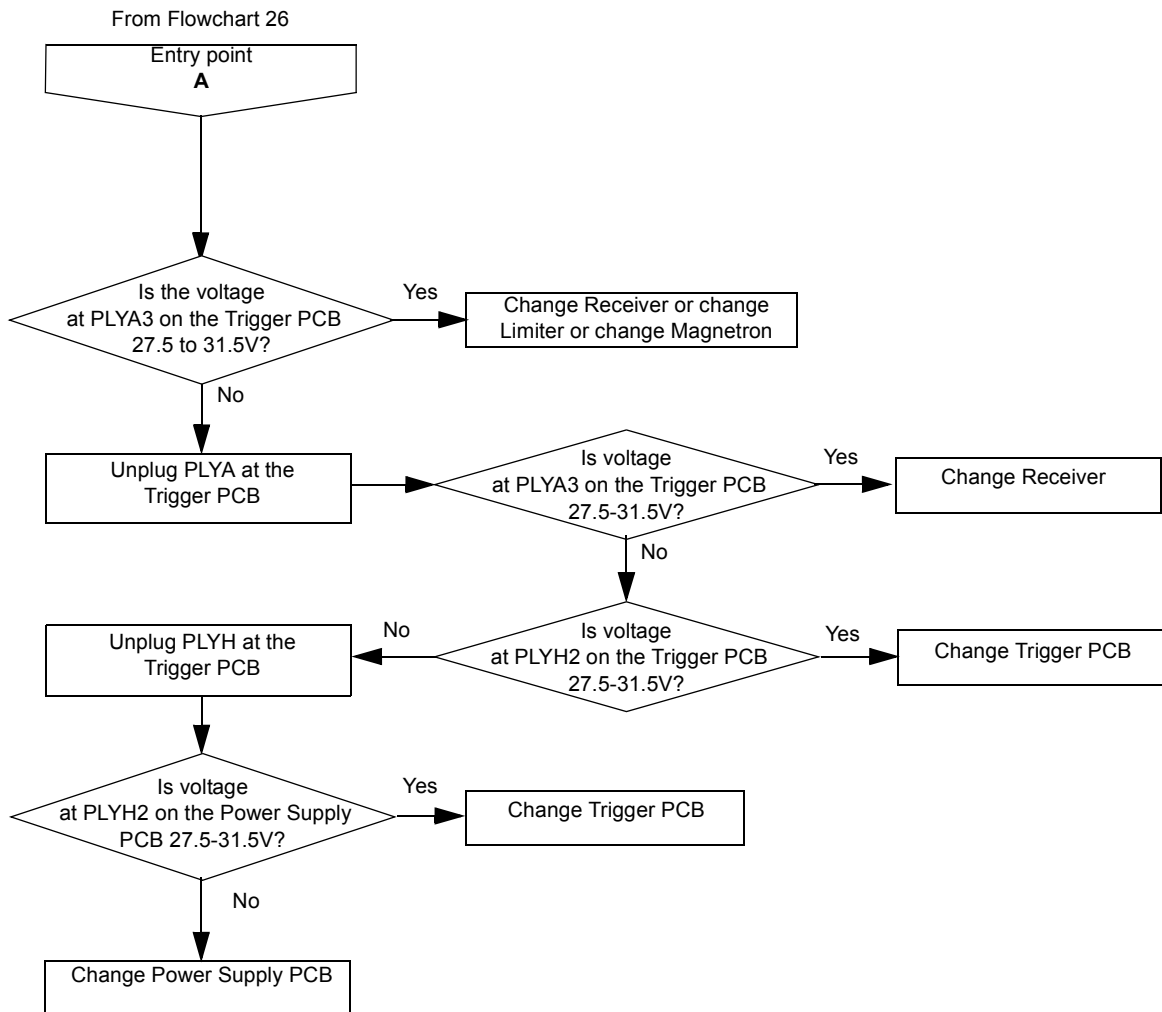 From Flowchart 26
Entry point
A
Is the voltage
at PLYA3 on the Trigger PCB
27.5 to 31.5V?
Yes
Change Receiver or change
Limiter or change Magnetron
No
Unplug PLYA at the
Trigger PCB
Is voltage
at PLYA3 on the Trigger PCB
27.5-31.5V?
Yes
Change Receiver
No
Is voltage
at PLYH2 on the Trigger PCB
27.5-31.5V?
Yes
Change Trigger PCB
No
Unplug PLYH at the
Trigger PCB
Is voltage
at PLYH2 on the Power Supply
PCB 27.5-31.5V?
Yes
Change Trigger PCB
No
Change Power Supply PCB